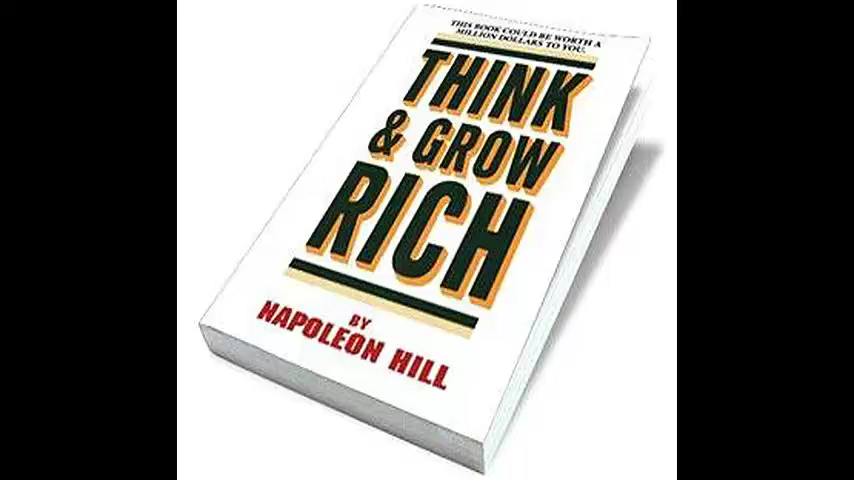 THIS BOOK COULD BE WORTH A
MILLION DOLLARS TO YOU.
THINK
& GROW
RICH
BY
NAPOLEON HILL